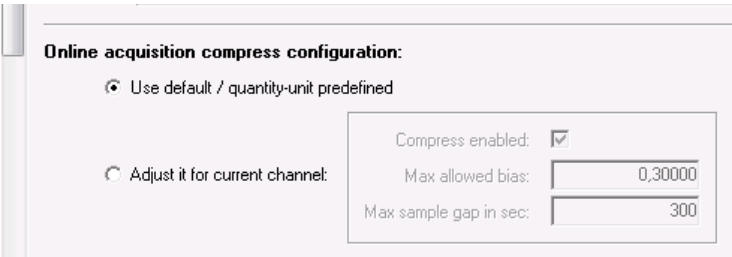 Online acquisition compress configuration:
Use default / quantity-unit predefined
Compress enabled:
Adjust it for current channel:
Max allowed bias: 0,30000
Max sample gap in sec: 300